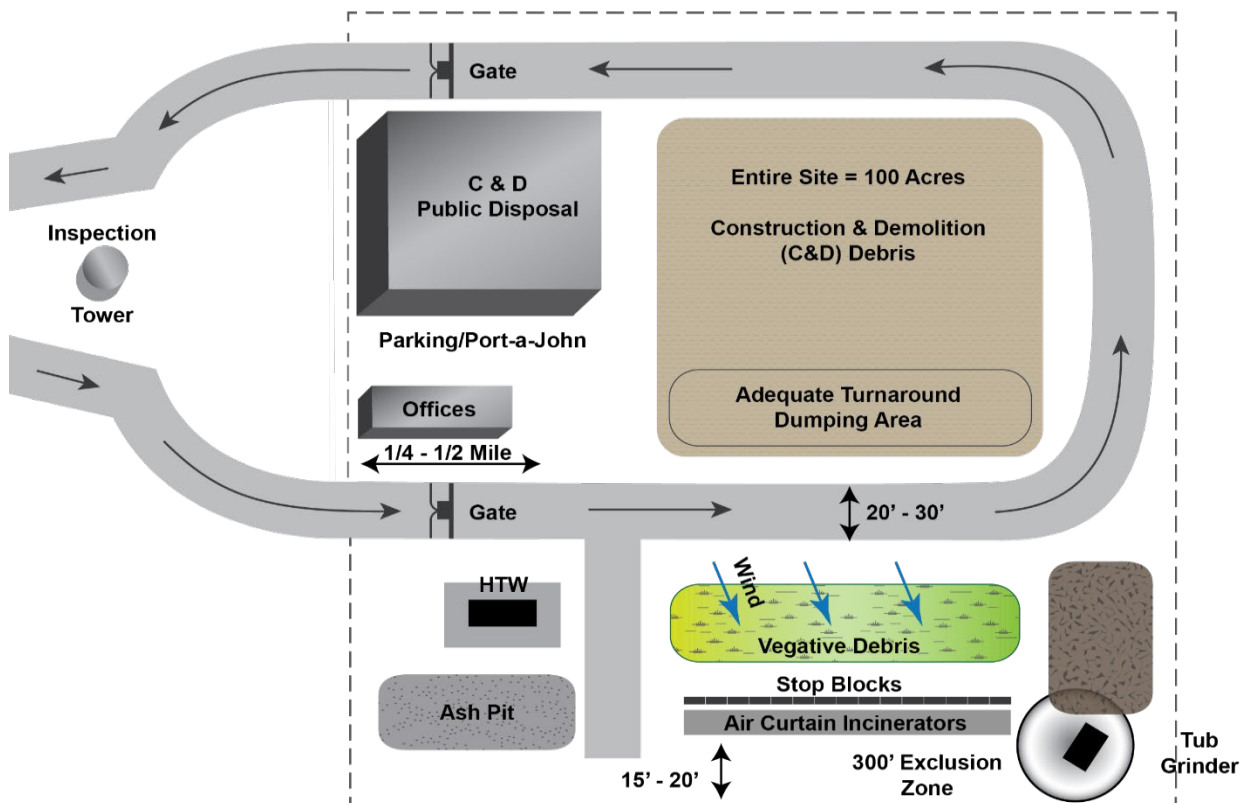 Gate
C & D
Public Disposal
Entire Site = 100 Acres
Construction & Demolition
(C&D) Debris
Inspection
Tower
Parking/Port-a-John
Offices
1/4 - 1/2 Mile
Adequate Turnaround
Dumping Area
Gate
20’ - 30’
HTW
Wind
Vegative Debris
Stop Blocks
Ash Pit
Air Curtain Incinerators
15’ - 20’
300’ Exclusion
Zone
Tub
Grinder